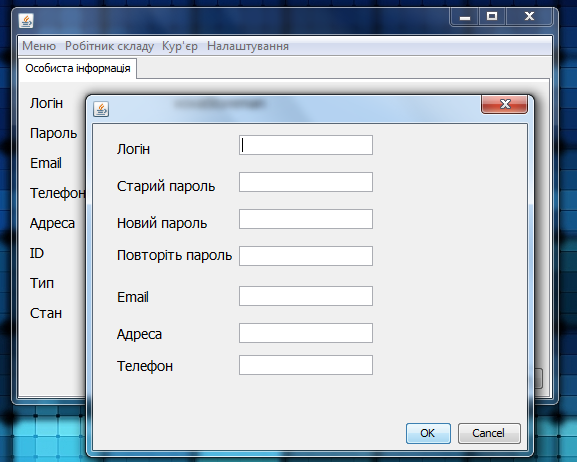 Меню Робітник складу Кур'єр Налаштування
Особиста інформація
Логін
Пароль
Email
Телефон
Адреса
ID
Тип
Стан
Логін
Старий пароль
Новий пароль
Повторіть пароль
Email
Адреса
Телефон
OK Cancel